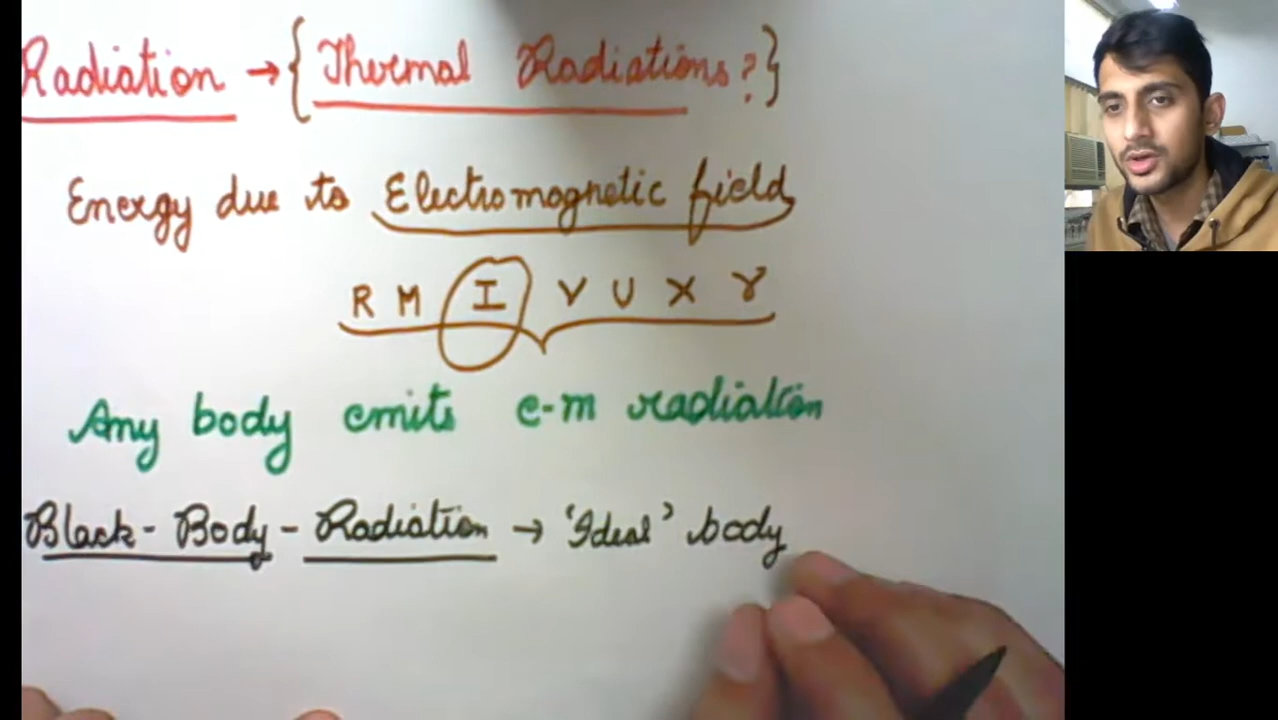 Radiation → { Thermal Radiations? }
Energy due to Electromagnetic field
R M I V U X γ
Any body emits e-m radiation
Black-Body-Radiation → 'Ideal' body